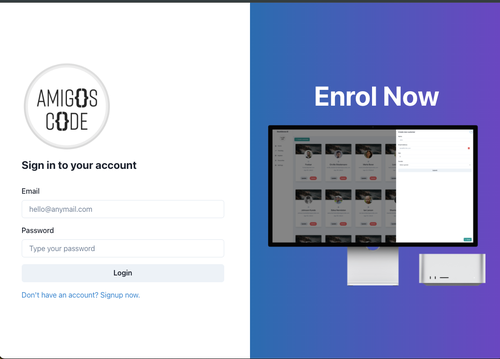 AMIGOS
CODE
Sign in to your account
Email
hello@anymail.com
Password
Type your password
Login
Don't have an account? Signup now.
Enrol Now